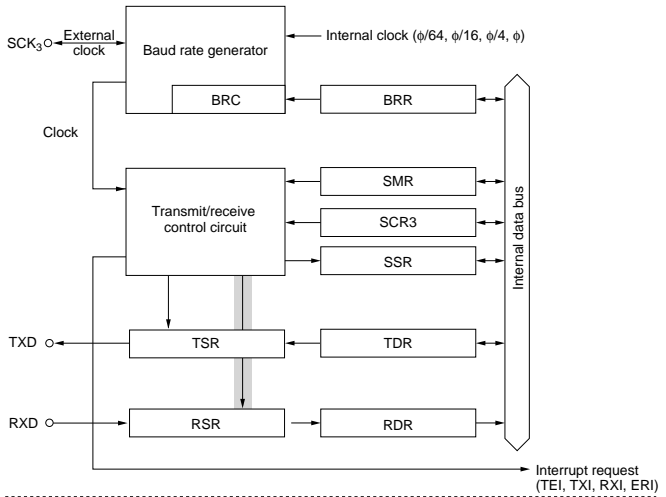 SCK3
External
clock
Baud rate generator
Internal clock (ϕ/64, ϕ/16, ϕ/4, ϕ)
BRC
BRR
Clock
Transmit/receive
control circuit
SMR
SCR3
SSR
Internal data bus
TXD
TSR
TDR
RXD
RSR
RDR
Interrupt request
(TEI, TXI, RXI, ERI)